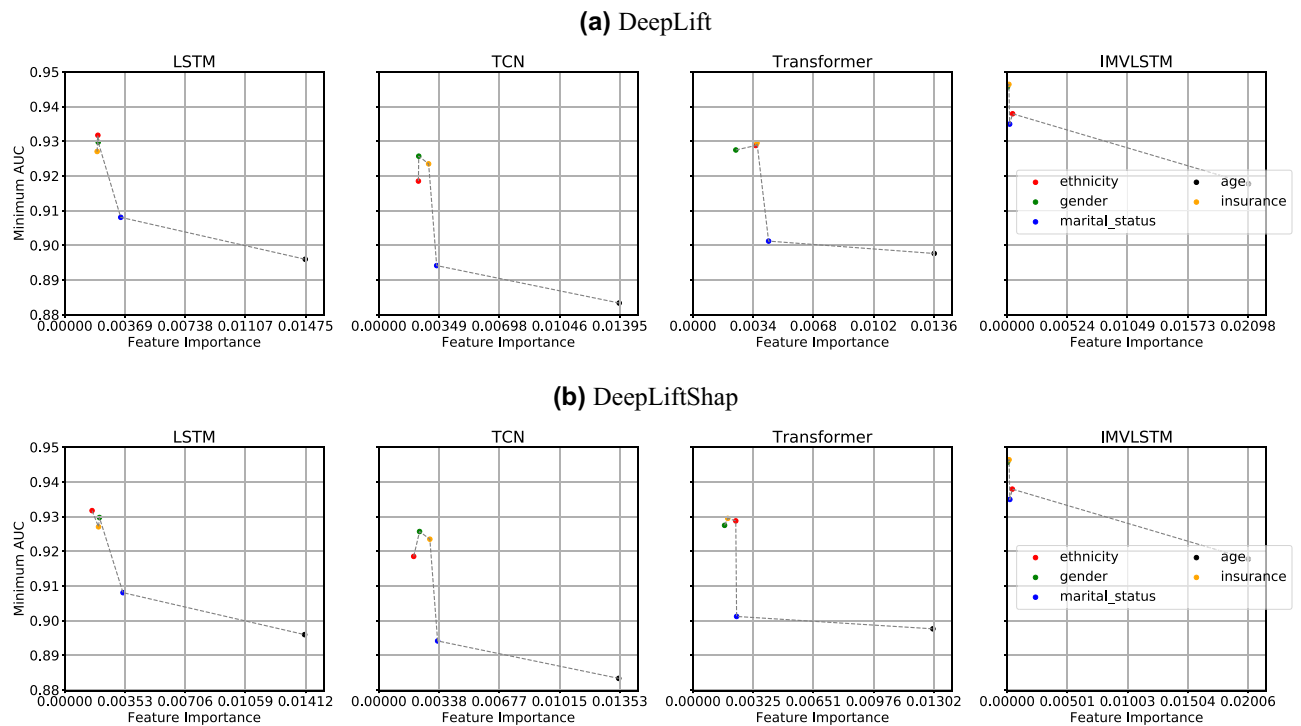 (a) DeepLift
LSTM TCN Transformer IMVLSTM
0.95
0.94
0.93
0.92
0.91
0.90
0.89
0.88
Minimum AUC
ethnicity age
gender insurance
marital_status
0.00000 0.00369 0.00738 0.01107 0.01475 0.00000 0.00349 0.00698 0.01046 0.01395 0.0000 0.0034 0.0068 0.0102 0.0136 0.00000 0.00524 0.01049 0.01573 0.02098
Feature Importance Feature Importance Feature Importance Feature Importance
(b) DeepLiftShap
LSTM TCN Transformer IMVLSTM
0.95
0.94
0.93
0.92
0.91
0.90
0.89
0.88
Minimum AUC
ethnicity age
gender insurance
marital_status
0.00000 0.00353 0.00706 0.01059 0.01412 0.00000 0.00338 0.00677 0.01015 0.01353 0.00000 0.00325 0.00651 0.00976 0.01302 0.00000 0.00501 0.01003 0.01504 0.02006
Feature Importance Feature Importance Feature Importance Feature Importance